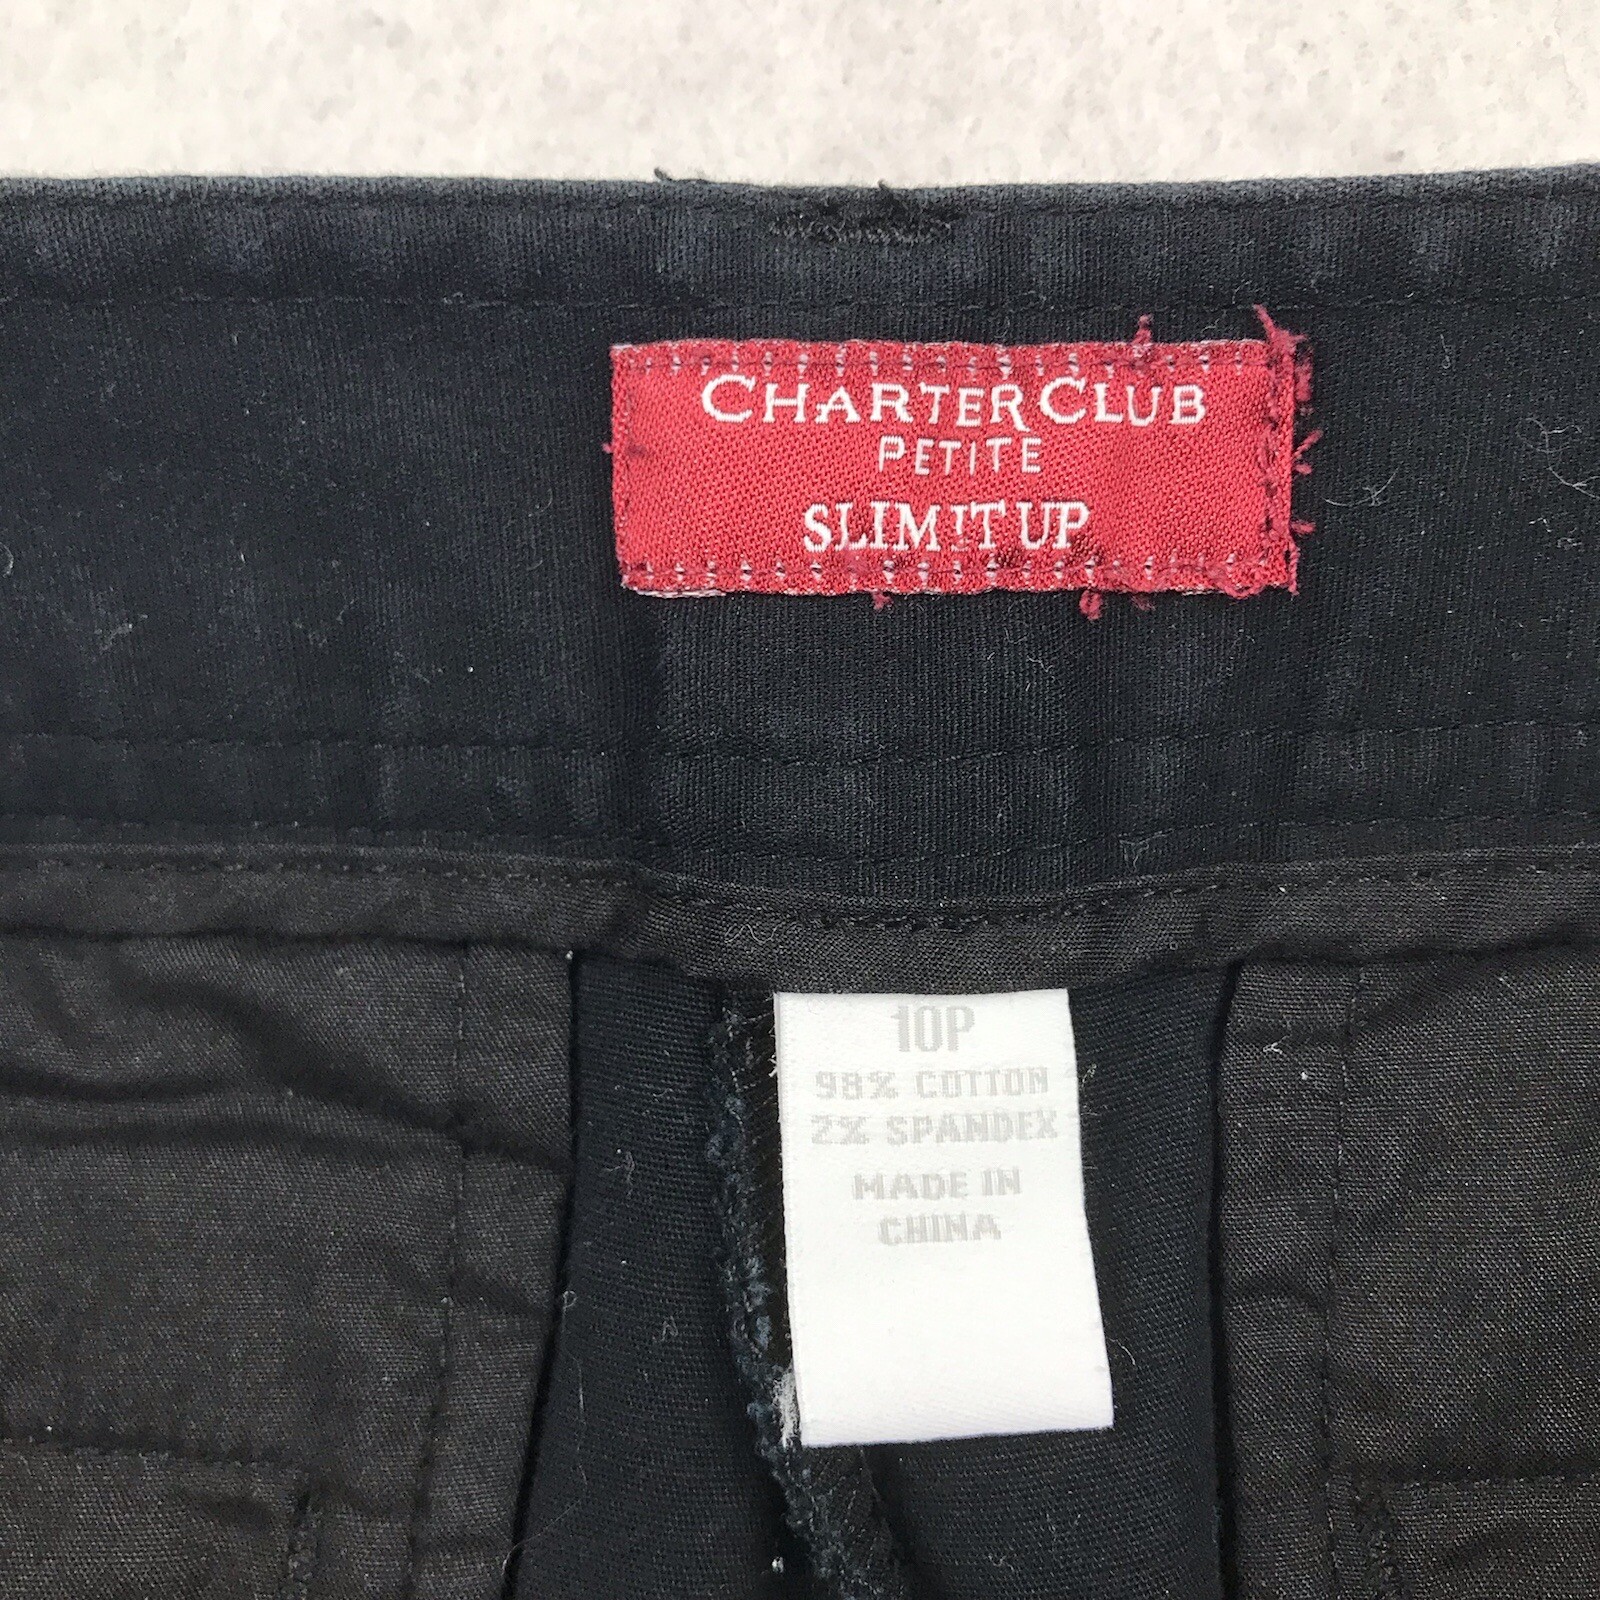 CHARTER CLUB
PETITE
SLIM IT UP
10P
98% COTTON
2% SPANDEX
MADE IN
CHINA